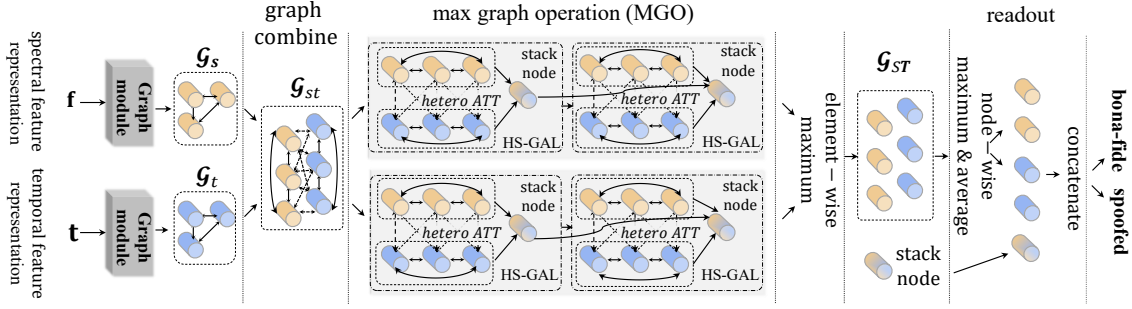 graph
combine
max graph operation (MGO)
readout
spectral feature
representation
f
Graph
module
𝓖s
temporal feature
representation
t
Graph
module
𝓖t
𝓖st
stack
node
hetero ATT
HS-GAL
stack
node
hetero ATT
HS-GAL
stack
node
hetero ATT
HS-GAL
stack
node
hetero ATT
HS-GAL
element−wise
maximum
𝓖ST
stack
node
maximum & average
node−wise
concatenate
bona-fide
spoofed